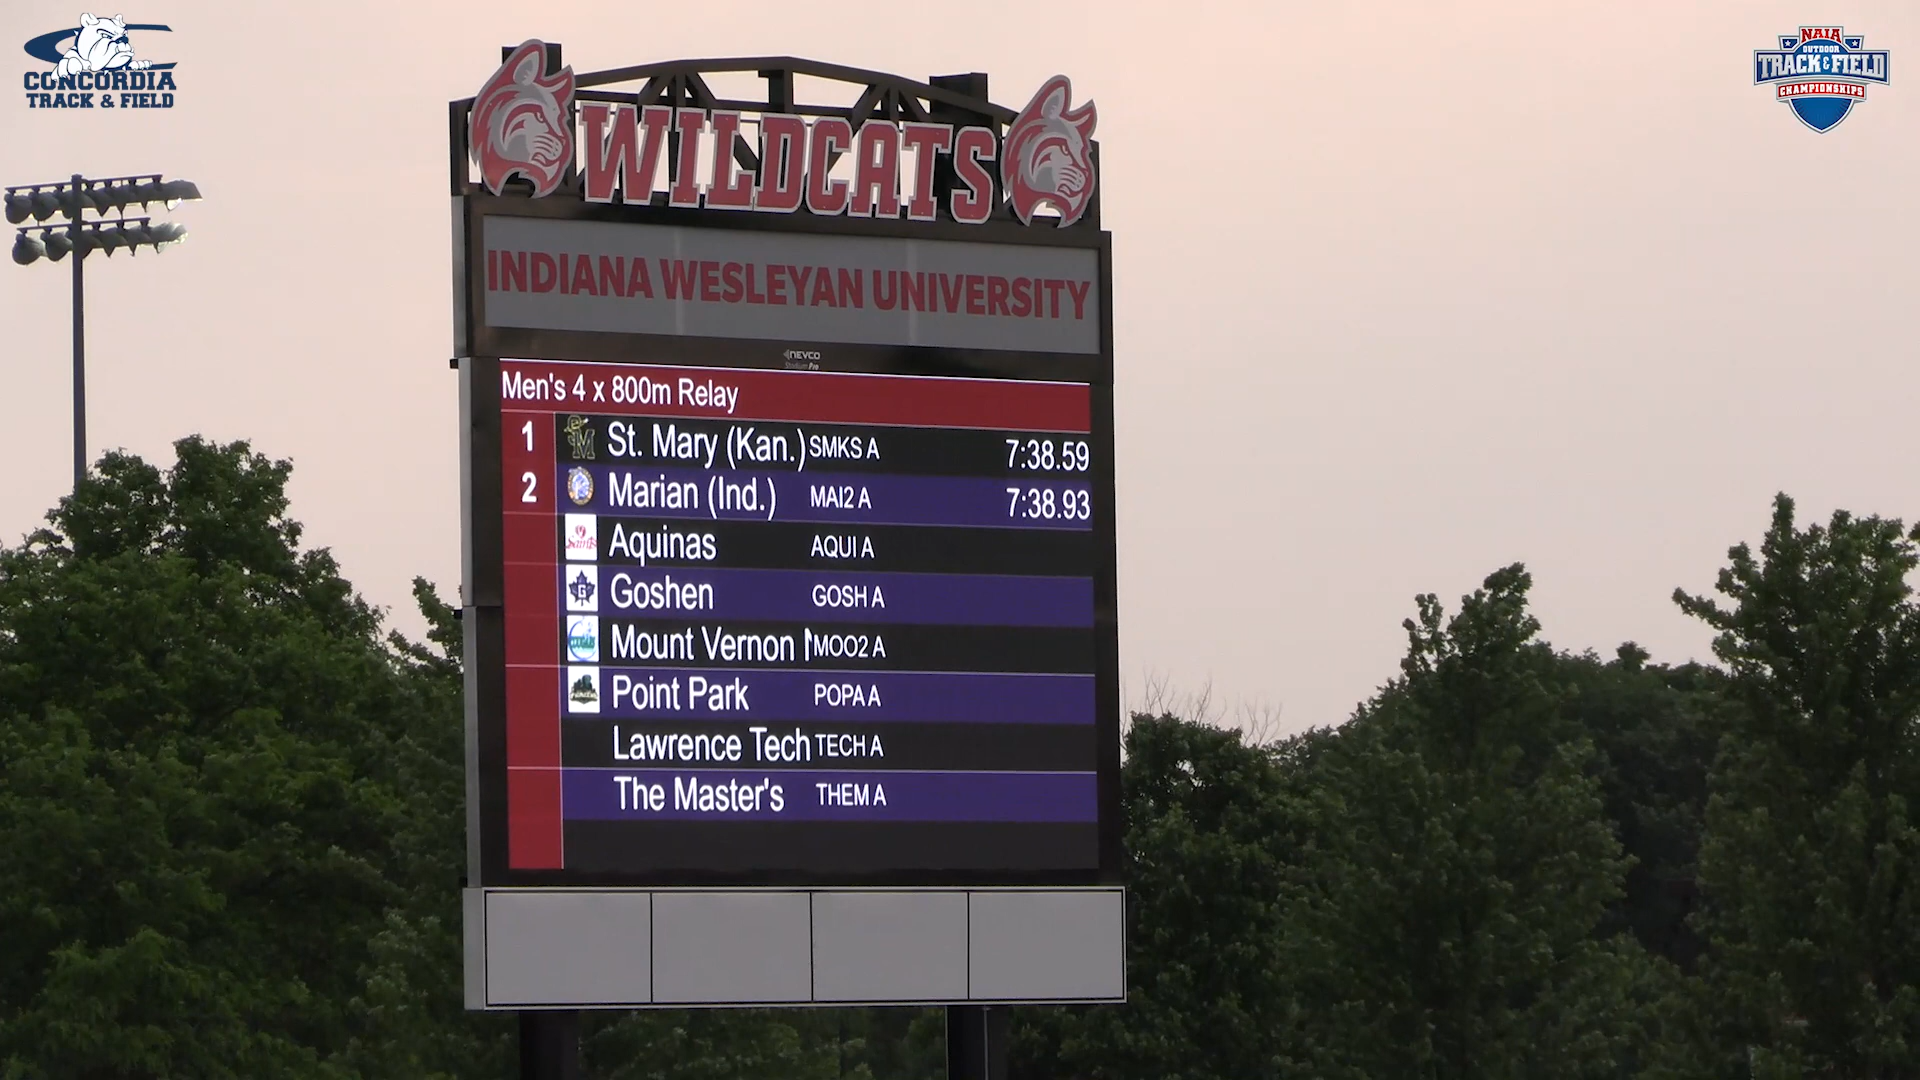 CONCORDIA
TRACK & FIELD
NAIA
OUTDOOR
TRACK & FIELD
CHAMPIONSHIPS
WILDCATS
INDIANA WESLEYAN UNIVERSITY
NEVCO
Men's 4 x 800m Relay
1 St. Mary (Kan.) SMKS A 7:38.59
2 Marian (Ind.) MAI2 A 7:38.93
Aquinas AQUI A
Goshen GOSH A
Mount Vernon MOO2 A
Point Park POPA A
Lawrence Tech TECH A
The Master's THEM A